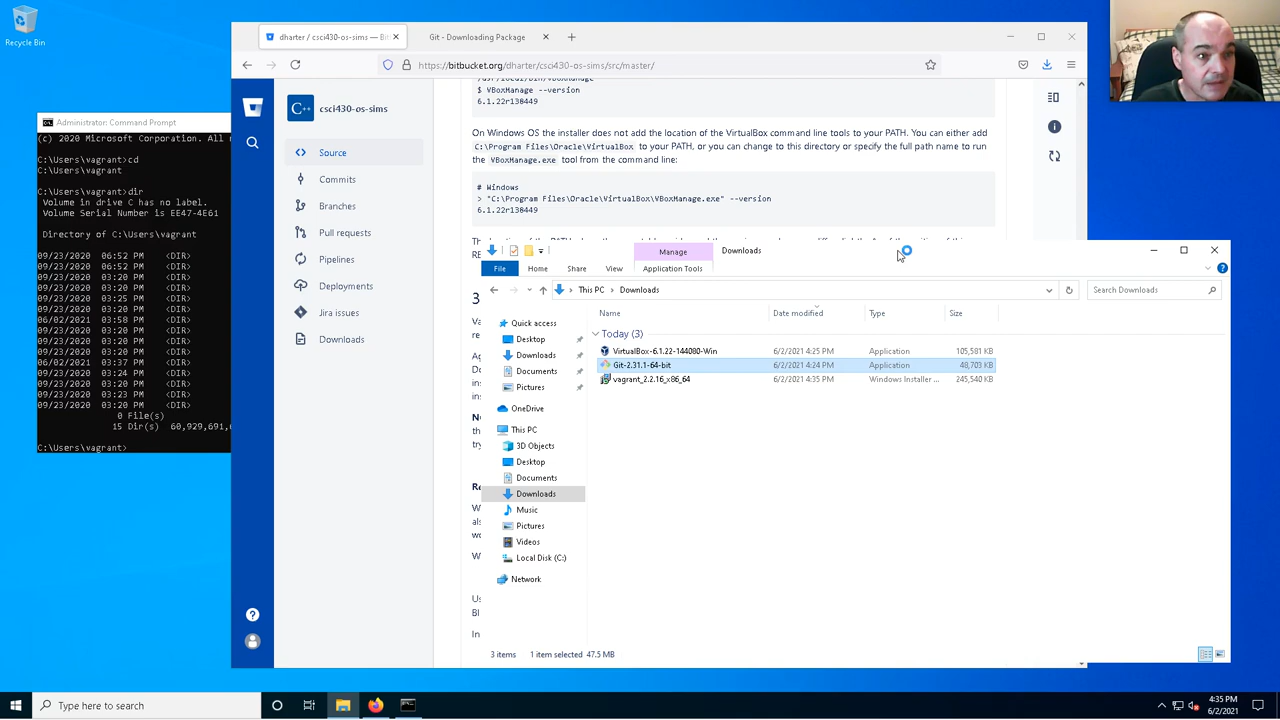 Recycle Bin
dharter / csci430-os-sims — Bit
Git - Downloading Package
https://bitbucket.org/dharter/csci430-os-sims/src/master/
C++
csci430-os-sims
Source
Commits
Branches
Pull requests
Pipelines
Deployments
Jira issues
Downloads
$ VBoxManage --version
6.1.22r138449
On Windows OS the installer does not add the location of the VirtualBox command line tools to your PATH. You can either add
C:\Program Files\Oracle\VirtualBox to your PATH, or you can change to this directory or specify the full path name to run
the VBoxManage.exe tool from the command line:
# Windows
> "C:\Program Files\Oracle\VirtualBox\VBoxManage.exe" --version
6.1.22r138449
Administrator: Command Prompt
(c) 2020 Microsoft Corporation. All
C:\Users\vagrant>cd
C:\Users\vagrant
C:\Users\vagrant>dir
Volume in drive C has no label.
Volume Serial Number is EE47-4E61
Directory of C:\Users\vagrant
09/23/2020 06:52 PM <DIR>
09/23/2020 06:52 PM <DIR>
09/23/2020 03:20 PM <DIR>
09/23/2020 03:20 PM <DIR>
09/23/2020 03:25 PM <DIR>
09/23/2020 03:20 PM <DIR>
06/02/2021 03:58 PM <DIR>
09/23/2020 03:20 PM <DIR>
09/23/2020 03:20 PM <DIR>
06/02/2021 03:37 PM <DIR>
09/23/2020 03:24 PM <DIR>
09/23/2020 03:20 PM <DIR>
09/23/2020 03:23 PM <DIR>
09/23/2020 03:20 PM <DIR>
0 File(s)
15 Dir(s) 60,929,691,
C:\Users\vagrant>
Manage
Downloads
File
Home
Share
View
Application Tools
This PC > Downloads
Search Downloads
Name
Date modified
Type
Size
Today (3)
VirtualBox-6.1.22-144080-Win 6/2/2021 4:25 PM Application 105,581 KB
Git-2.31.1-64-bit 6/2/2021 4:24 PM Application 48,703 KB
vagrant_2.2.16_x86_64 6/2/2021 4:35 PM Windows Installer ... 245,540 KB
Quick access
Desktop
Downloads
Documents
Pictures
OneDrive
This PC
3D Objects
Desktop
Documents
Downloads
Music
Pictures
Videos
Local Disk (C:)
Network
3 items
1 item selected 47.5 MB
Type here to search
4:35 PM
6/2/2021